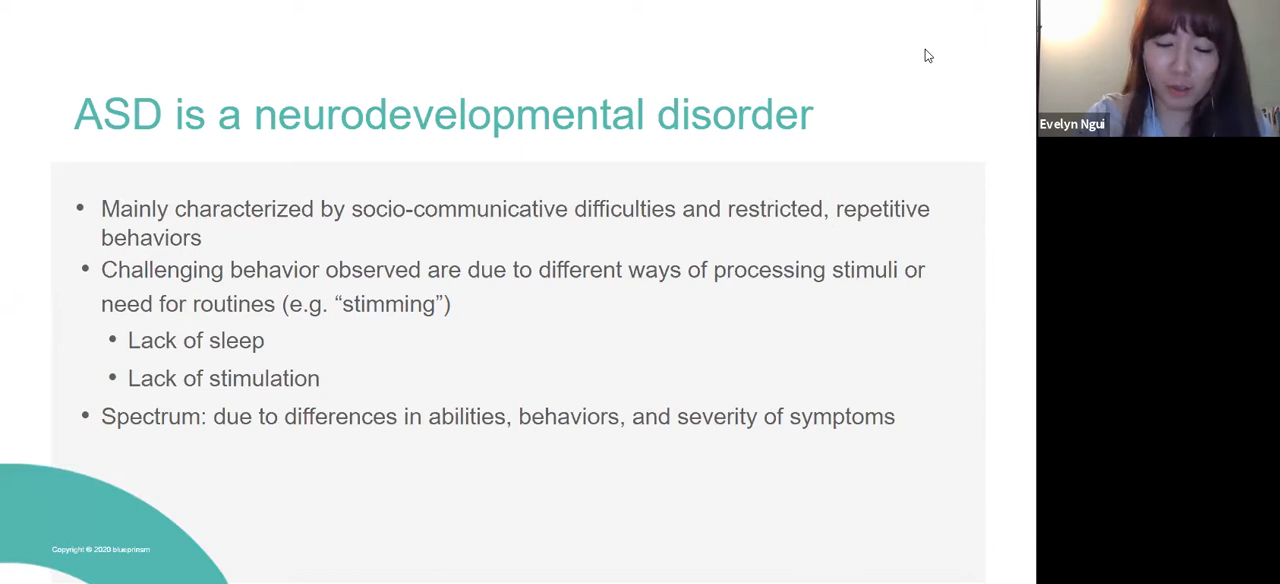 ASD is a neurodevelopmental disorder
• Mainly characterized by socio-communicative difficulties and restricted, repetitive
behaviors
• Challenging behavior observed are due to different ways of processing stimuli or
need for routines (e.g. “stimming”)
• Lack of sleep
• Lack of stimulation
• Spectrum: due to differences in abilities, behaviors, and severity of symptoms
Copyright © 2020 blueprinsm
Evelyn Ngui